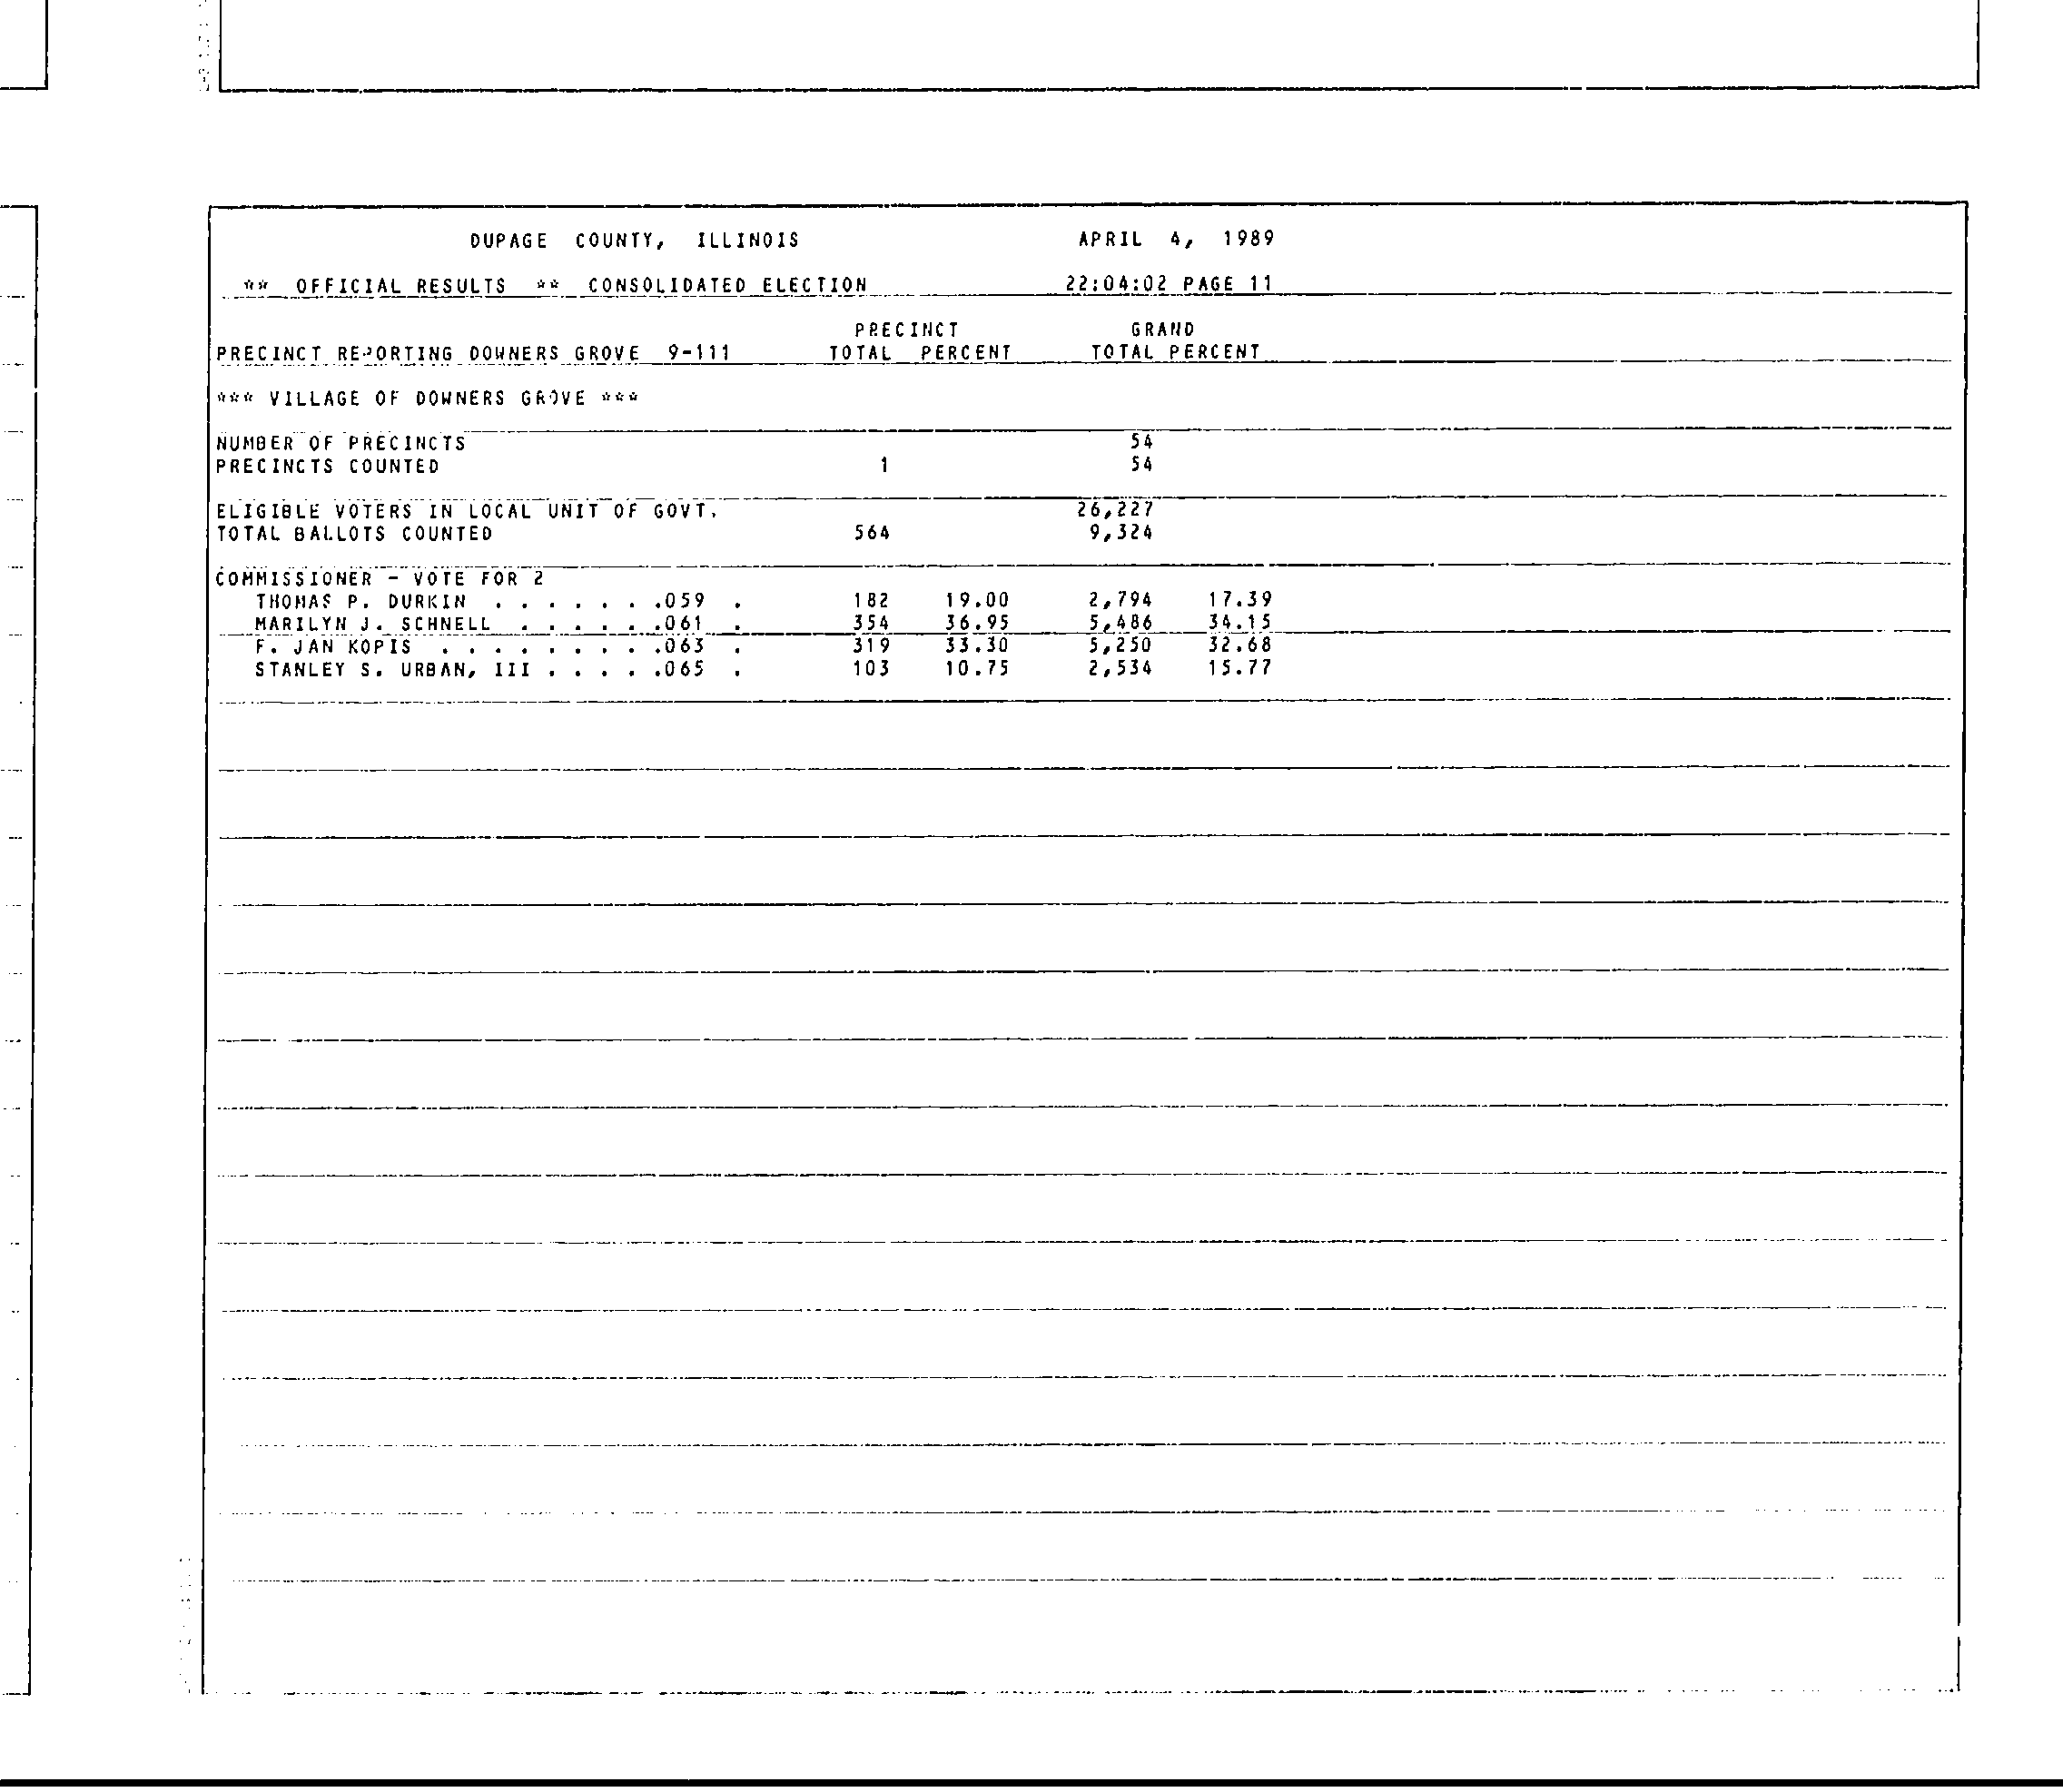 DUPAGE COUNTY, ILLINOIS APRIL 4, 1989
** OFFICIAL RESULTS ** CONSOLIDATED ELECTION 22:04:02 PAGE 11
PRECINCT GRAND
PRECINCT REPORTING DOWNERS GROVE 9-111 TOTAL PERCENT TOTAL PERCENT
*** VILLAGE OF DOWNERS GROVE ***
NUMBER OF PRECINCTS 54
PRECINCTS COUNTED 1 54
ELIGIBLE VOTERS IN LOCAL UNIT OF GOVT. 26,227
TOTAL BALLOTS COUNTED 564 9,324
COMMISSIONER - VOTE FOR 2
THOMAS P. DURKIN . . . . . . .059 . 182 19.00 2,794 17.39
MARILYN J. SCHNELL . . . . . .061 . 354 36.95 5,486 34.15
F. JAN KOPIS . . . . . . . . .063 . 319 33.30 5,250 32.68
STANLEY S. URBAN, III . . . . .065 . 103 10.75 2,534 15.77